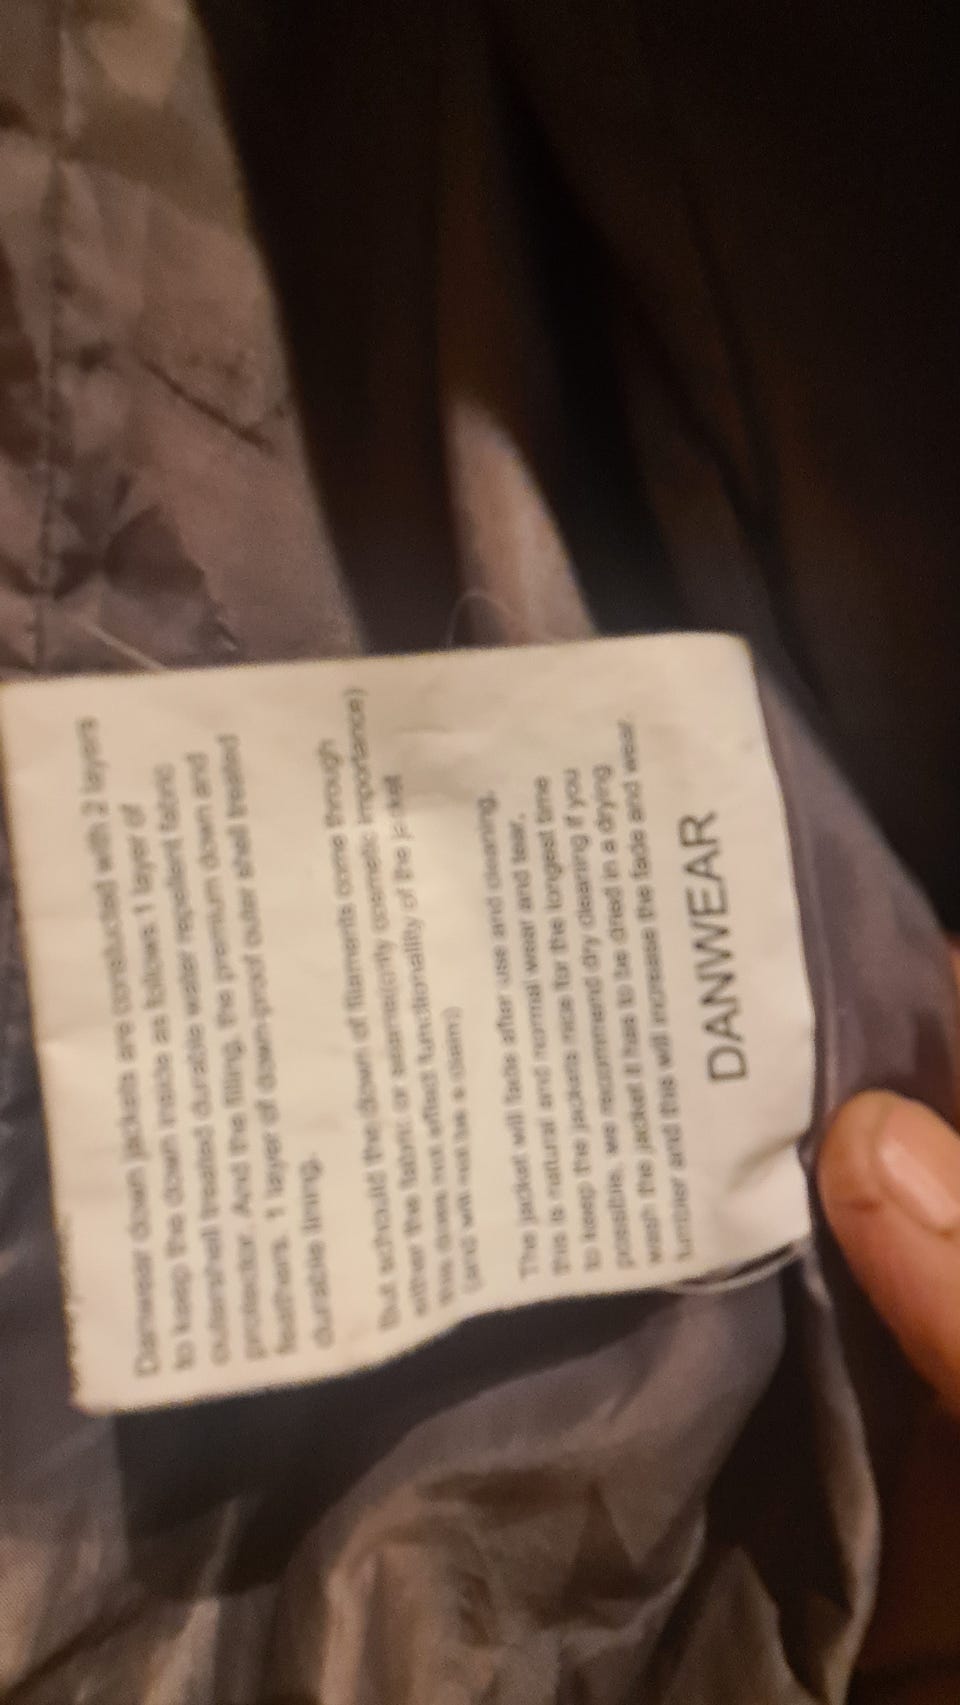 Danwear down jackets are constucted with 2 layers
to keep the down inside as follows 1 layer of
outershell treated durable water repellent fabric
protector. And the filling, the premium down and
feathers. 1 layer of down-proof outer shell treated
durable lining.
But schould the down of filaments come through
either the fabric or seams(only cosmetic importance)
this does not effed functionality of the jacket
(and will not be a claim)
The jacket will fade after use and cleaning,
this is natural and normal wear and tear,
to keep the jackets nice for the longest time
possible, we recommend dry cleaning if you
wash the jacket it has to be dried in a drying
tumbler and this will increase the fade and wear.
DANWEAR